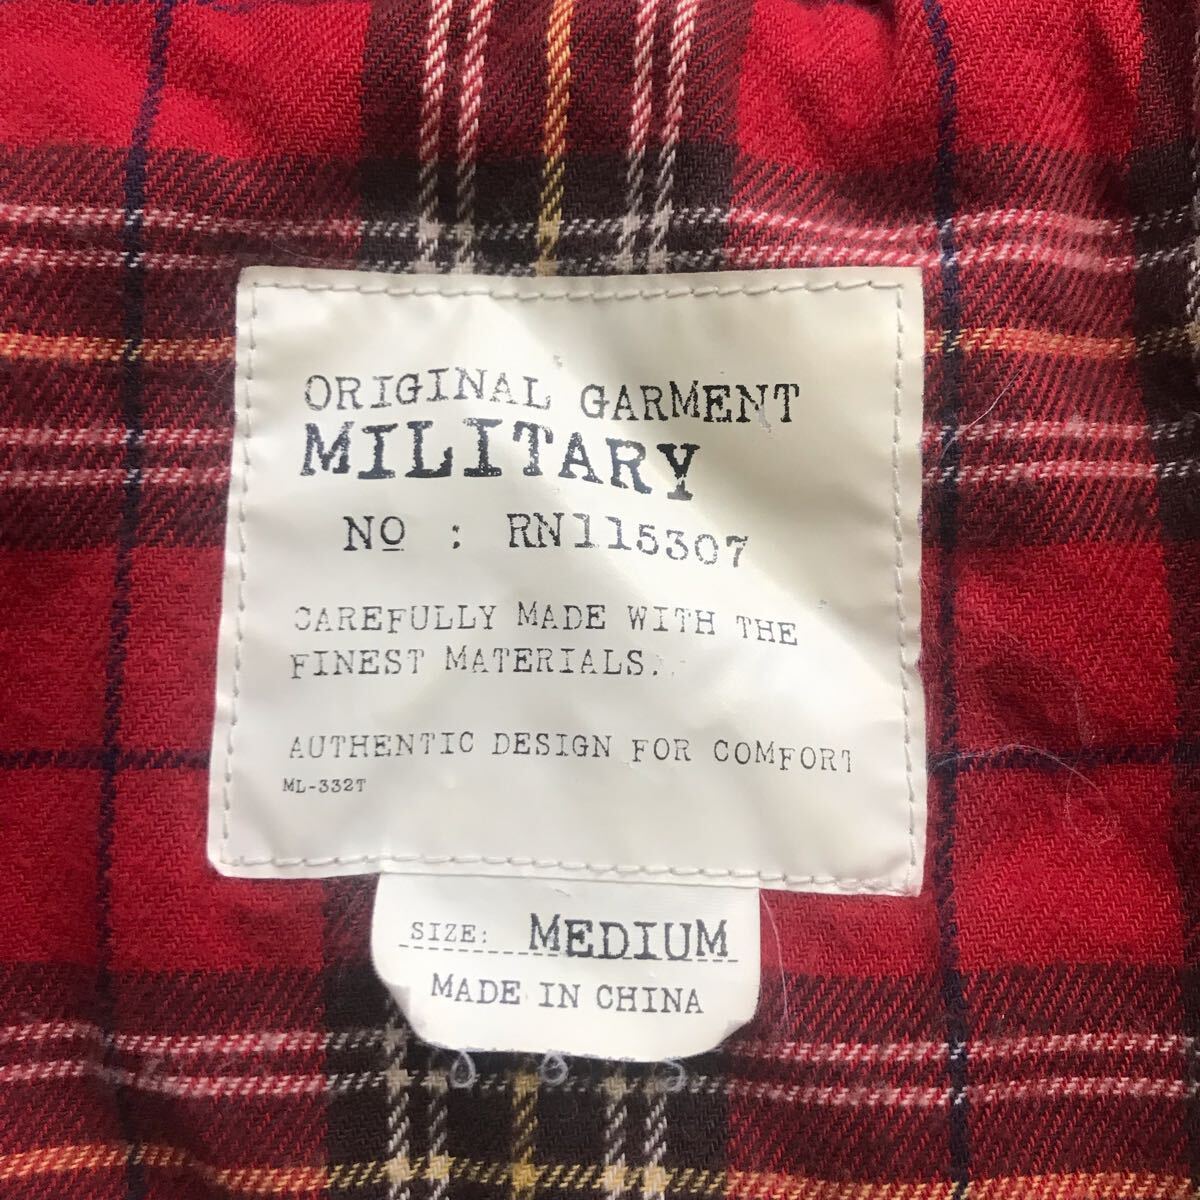 ORIGINAL GARMENT
MILITARY
No : RN115307
CAREFULLY MADE WITH THE
FINEST MATERIALS.
AUTHENTIC DESIGN FOR COMFORT
ML-332T
SIZE: MEDIUM
MADE IN CHINA